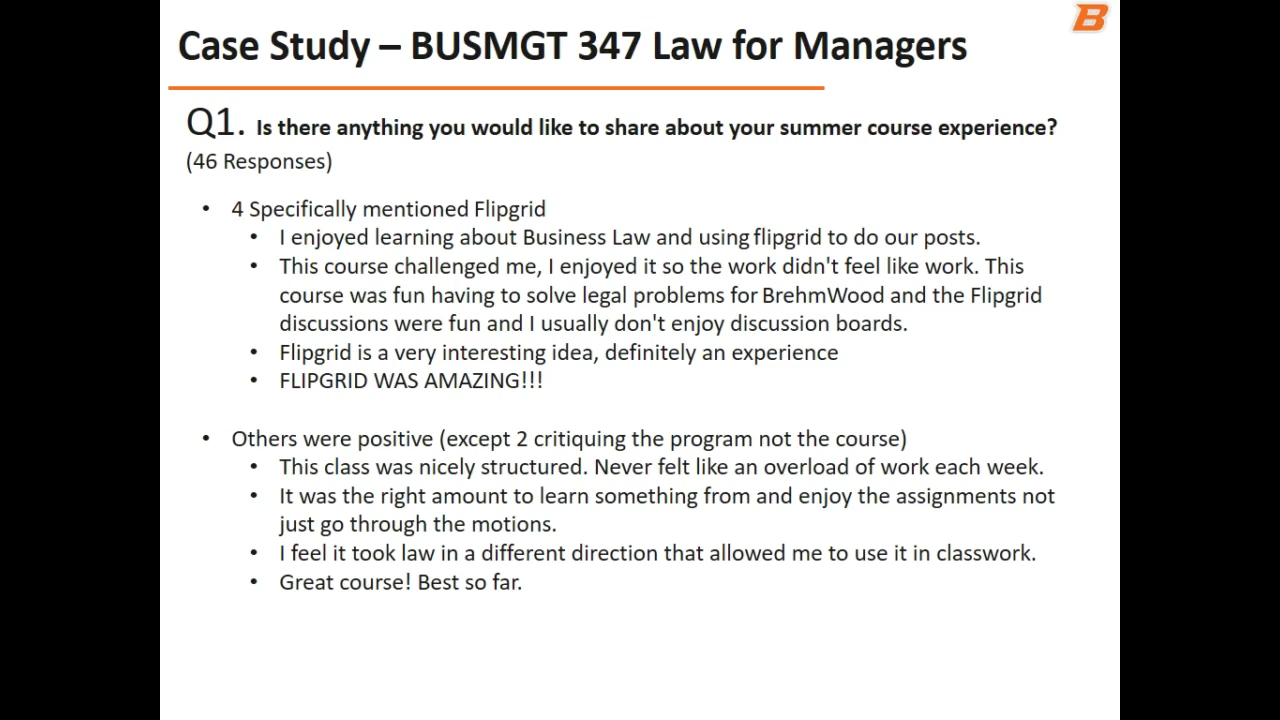 B
Case Study – BUSMGT 347 Law for Managers
Q1. Is there anything you would like to share about your summer course experience?
(46 Responses)
• 4 Specifically mentioned Flipgrid
• I enjoyed learning about Business Law and using flipgrid to do our posts.
• This course challenged me, I enjoyed it so the work didn't feel like work. This
course was fun having to solve legal problems for BrehmWood and the Flipgrid
discussions were fun and I usually don't enjoy discussion boards.
• Flipgrid is a very interesting idea, definitely an experience
• FLIPGRID WAS AMAZING!!!
• Others were positive (except 2 critiquing the program not the course)
• This class was nicely structured. Never felt like an overload of work each week.
• It was the right amount to learn something from and enjoy the assignments not
just go through the motions.
• I feel it took law in a different direction that allowed me to use it in classwork.
• Great course! Best so far.